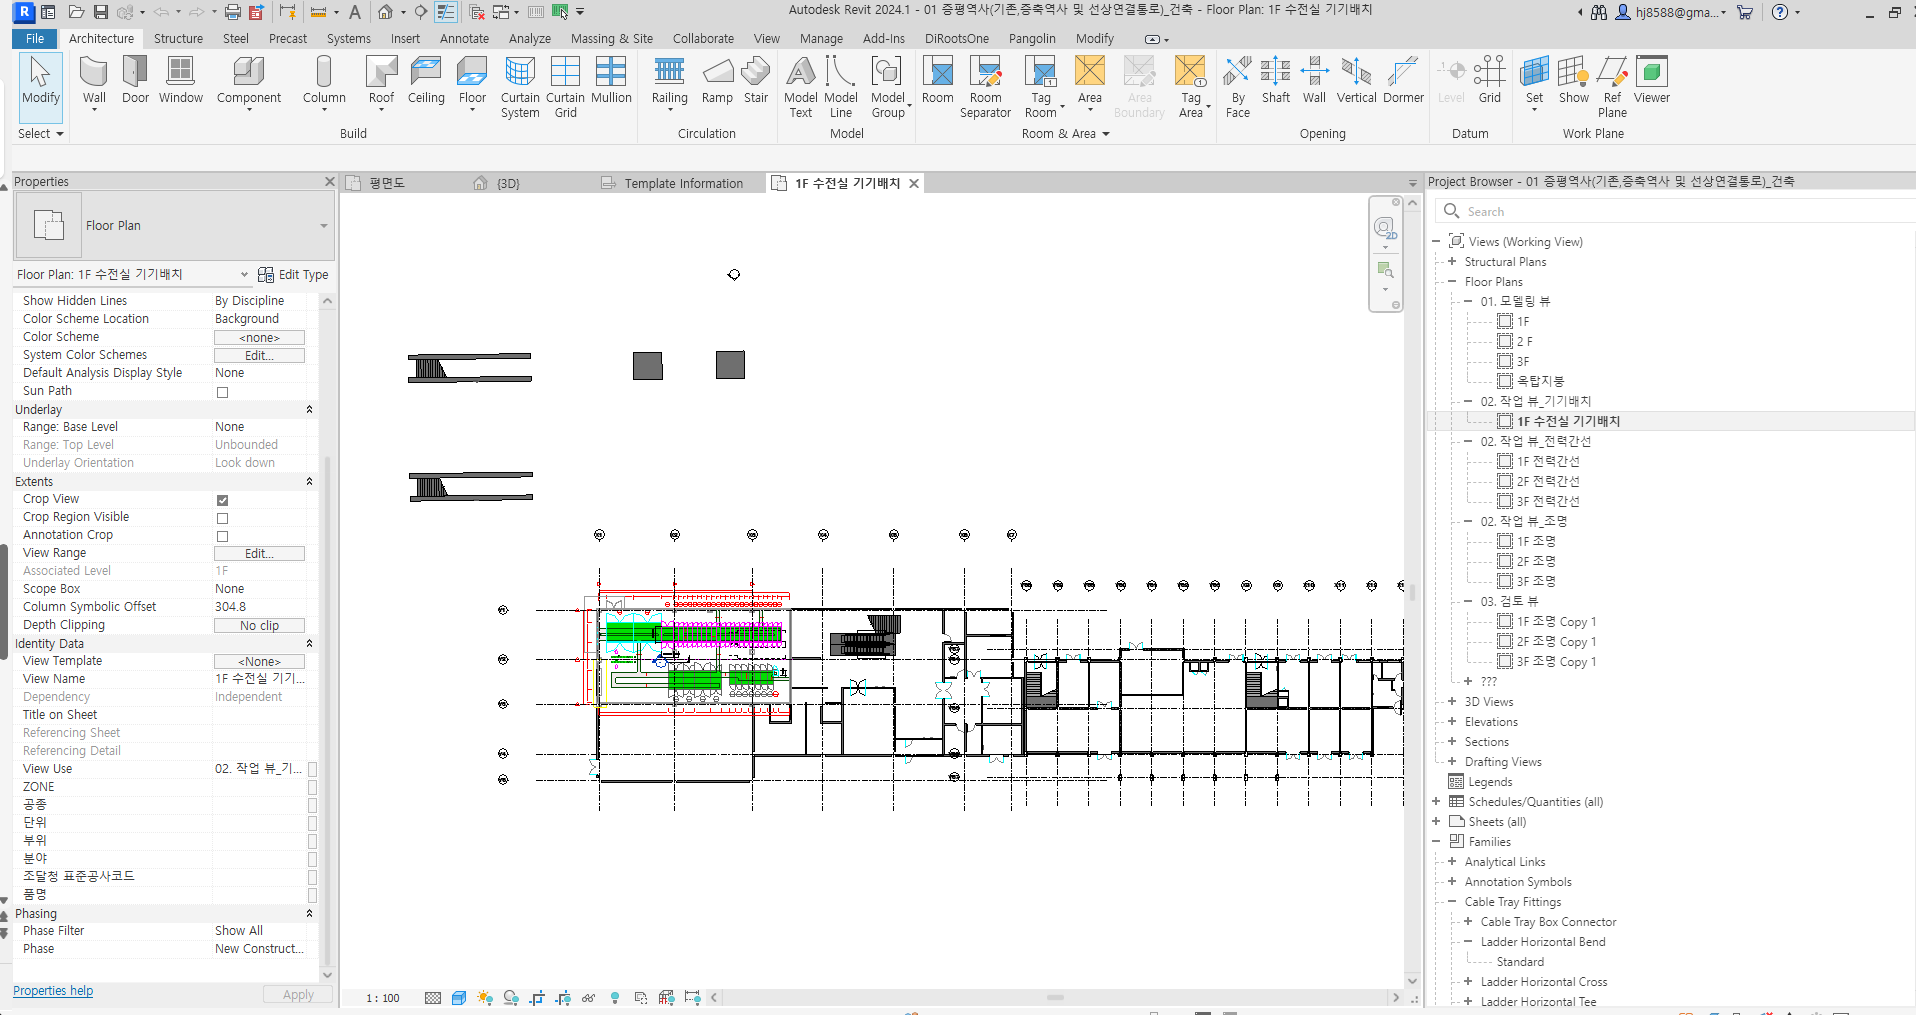 Autodesk Revit 2024.1 - 01 증평역사(기존,증축역사 및 선상연결통로)_건축 - Floor Plan: 1F 수전실 기기배치
hj8588@gma...
File Architecture Structure Steel Precast Systems Insert Annotate Analyze Massing & Site Collaborate View Manage Add-Ins DiRootsOne Pangolin Modify
Modify Wall Door Window Component Column Roof Ceiling Floor Curtain System Curtain Grid Mullion Railing Ramp Stair Model Text Model Line Model Group Room Room Separator Tag Room Area Area Boundary Tag Area By Face Shaft Wall Vertical Dormer Level Grid Set Show Ref Plane Viewer
Select Build Circulation Model Room & Area Opening Datum Work Plane
Properties
Floor Plan
Floor Plan: 1F 수전실 기기배치 Edit Type
Show Hidden Lines By Discipline
Color Scheme Location Background
Color Scheme <none>
System Color Schemes Edit...
Default Analysis Display Style None
Sun Path
Underlay
Range: Base Level None
Range: Top Level Unbounded
Underlay Orientation Look down
Extents
Crop View
Crop Region Visible
Annotation Crop
View Range Edit...
Associated Level 1F
Scope Box None
Column Symbolic Offset 304.8
Depth Clipping No clip
Identity Data
View Template <None>
View Name 1F 수전실 기...
Dependency Independent
Title on Sheet
Referencing Sheet
Referencing Detail
View Use 02. 작업 뷰_기...
ZONE
공종
단위
부위
분야
조달청 표준공사코드
품명
Phasing
Phase Filter Show All
Phase New Construct...
Properties help Apply
평면도 {3D} Template Information 1F 수전실 기기배치
2D
1 : 100
Project Browser - 01 증평역사(기존,증축역사 및 선상연결통로)_건축
Search
Views (Working View)
Structural Plans
Floor Plans
01. 모델링 뷰
1F
2 F
3F
옥탑지붕
02. 작업 뷰_기기배치
1F 수전실 기기배치
02. 작업 뷰_전력간선
1F 전력간선
2F 전력간선
3F 전력간선
02. 작업 뷰_조명
1F 조명
2F 조명
3F 조명
03. 검토 뷰
1F 조명 Copy 1
2F 조명 Copy 1
3F 조명 Copy 1
???
3D Views
Elevations
Sections
Drafting Views
Legends
Schedules/Quantities (all)
Sheets (all)
Families
Analytical Links
Annotation Symbols
Cable Tray Fittings
Cable Tray Box Connector
Ladder Horizontal Bend
Standard
Ladder Horizontal Cross
Ladder Horizontal Tee